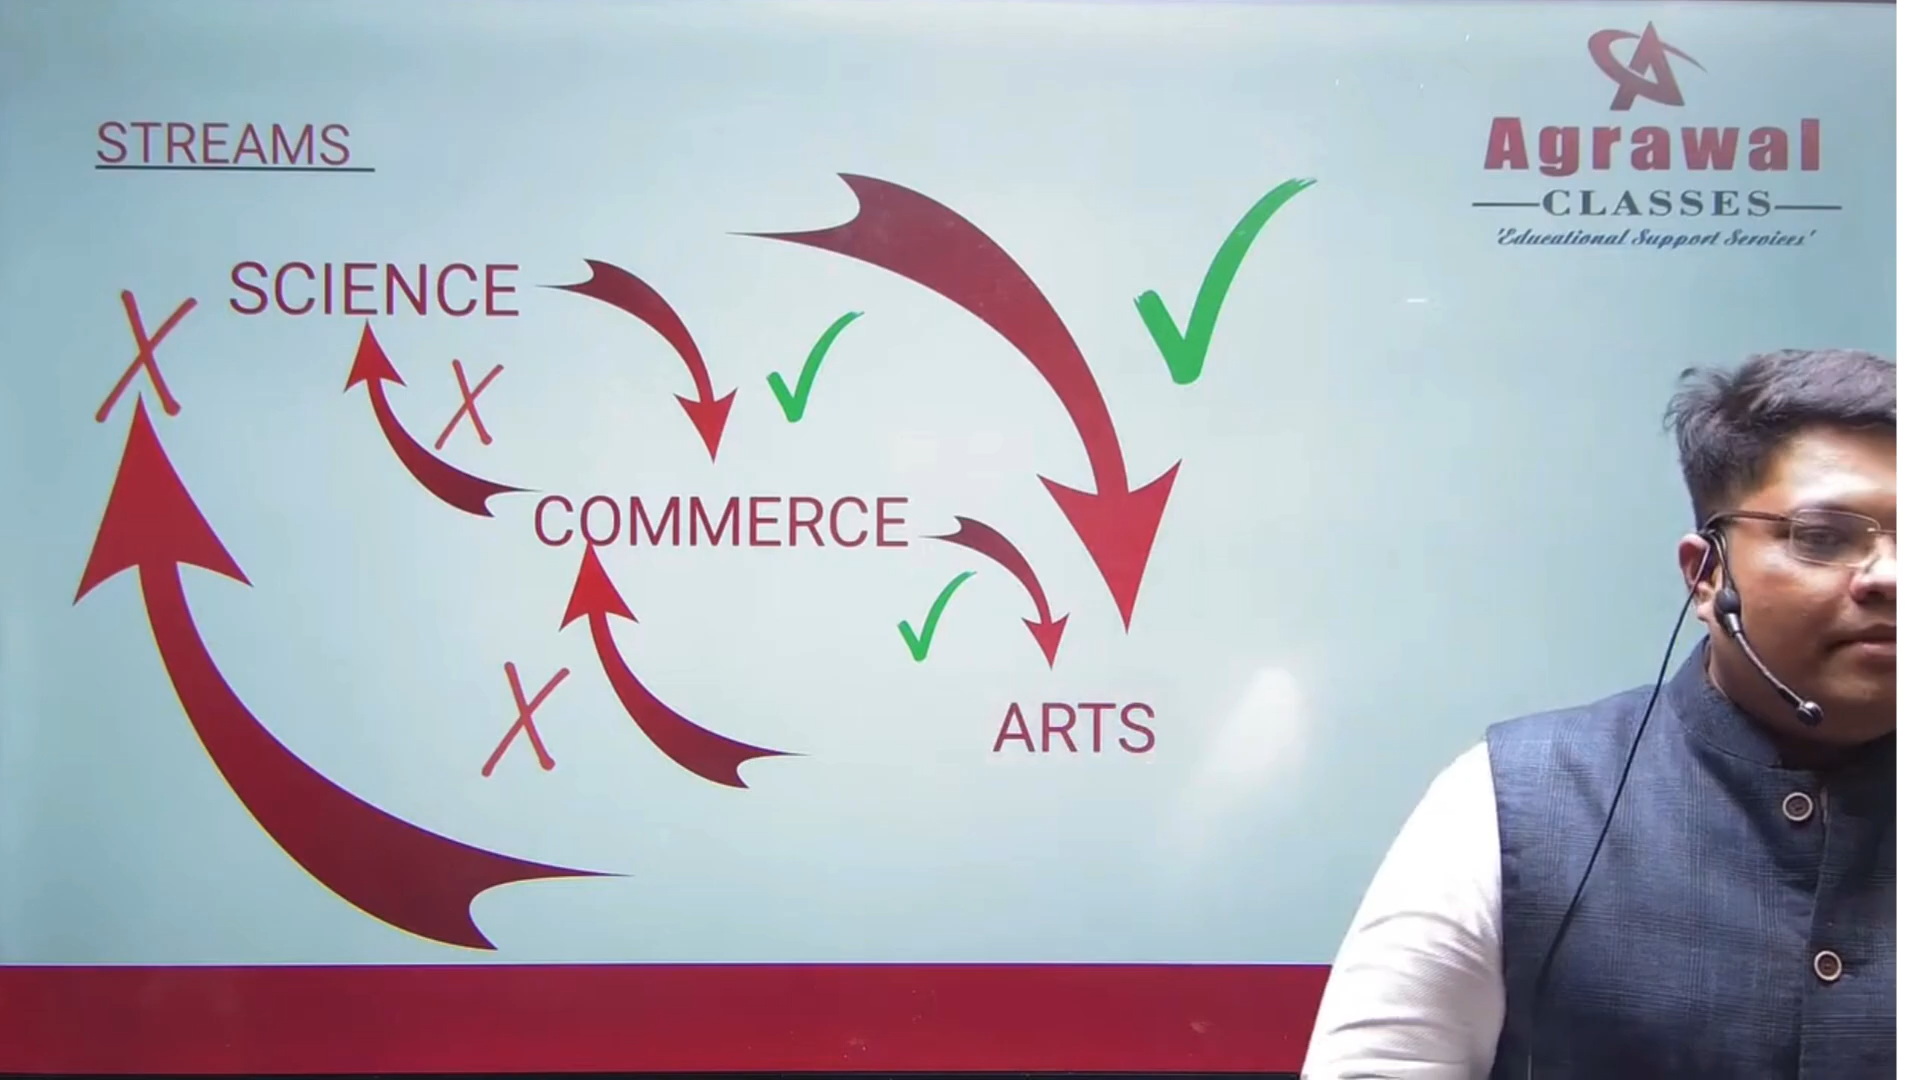 STREAMS
Agrawal
CLASSES
'Educational Support Services'
SCIENCE
COMMERCE
ARTS